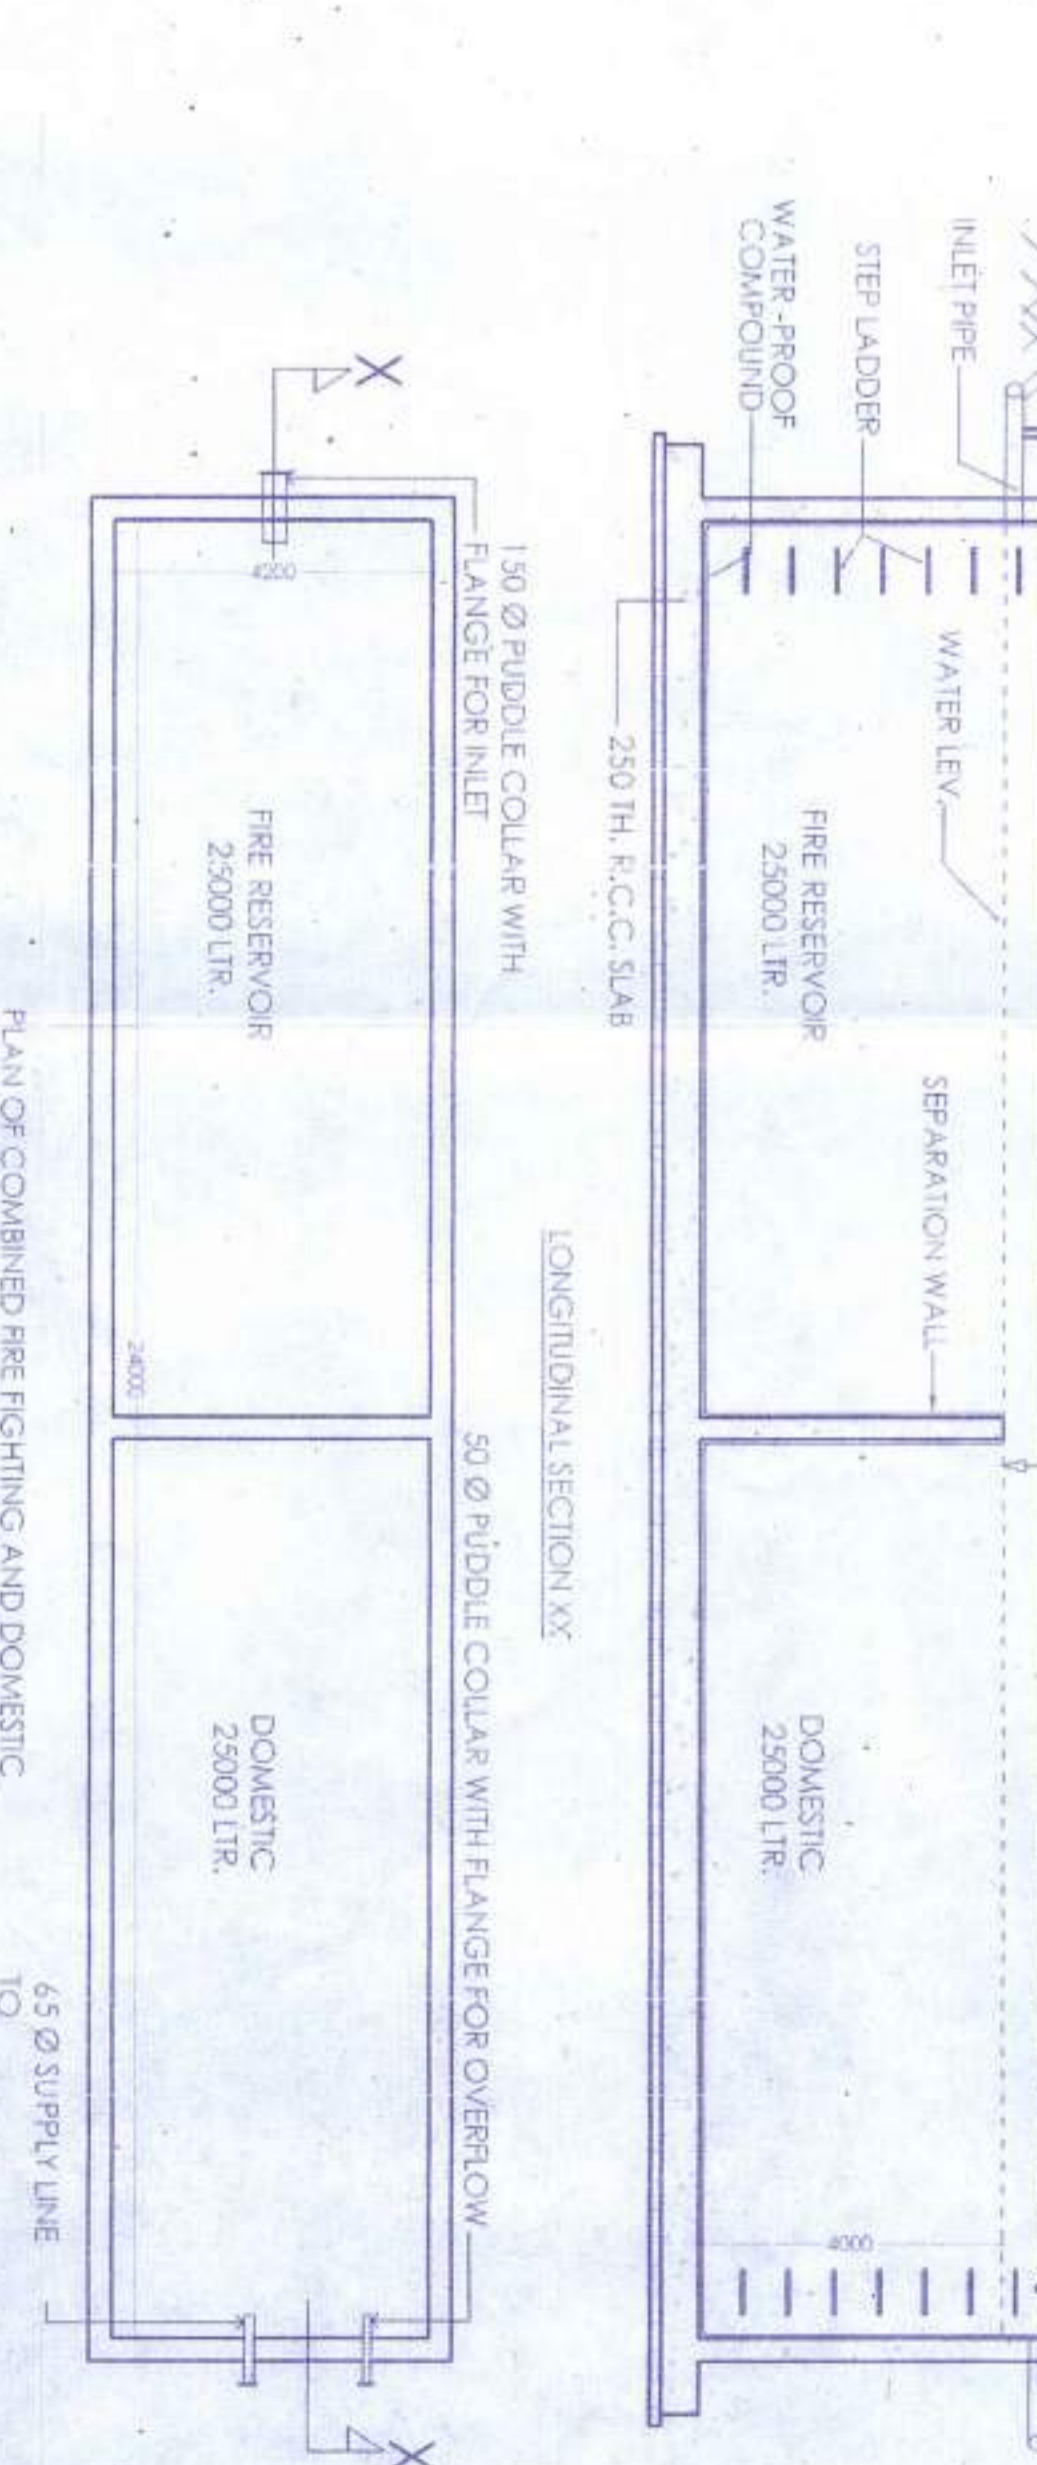 INLET PIPE
STEP LADDER
WATER -PROOF
COMPOUND
WATER LEV.
SEPARATION WALL
FIRE RESERVOIR
25000 LTR.
DOMESTIC
25000 LTR.
4000
250 TH. R.C.C. SLAB
LONGITUDINAL SECTION XX
150 Ø PUDDLE COLLAR WITH
FLANGE FOR INLET
50 Ø PUDDLE COLLAR WITH FLANGE FOR OVERFLOW
X
X
4200
FIRE RESERVOIR
25000 LTR.
DOMESTIC
25000 LTR.
24000
65 Ø SUPPLY LINE
TO
PLAN OF COMBINED FIRE FIGHTING AND DOMESTIC